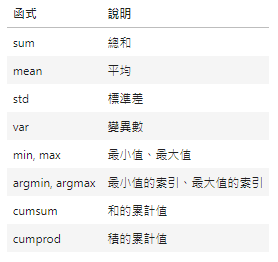 函式 說明
sum 總和
mean 平均
std 標準差
var 變異數
min, max 最小值、最大值
argmin, argmax 最小值的索引、最大值的索引
cumsum 和的累計值
cumprod 積的累計值